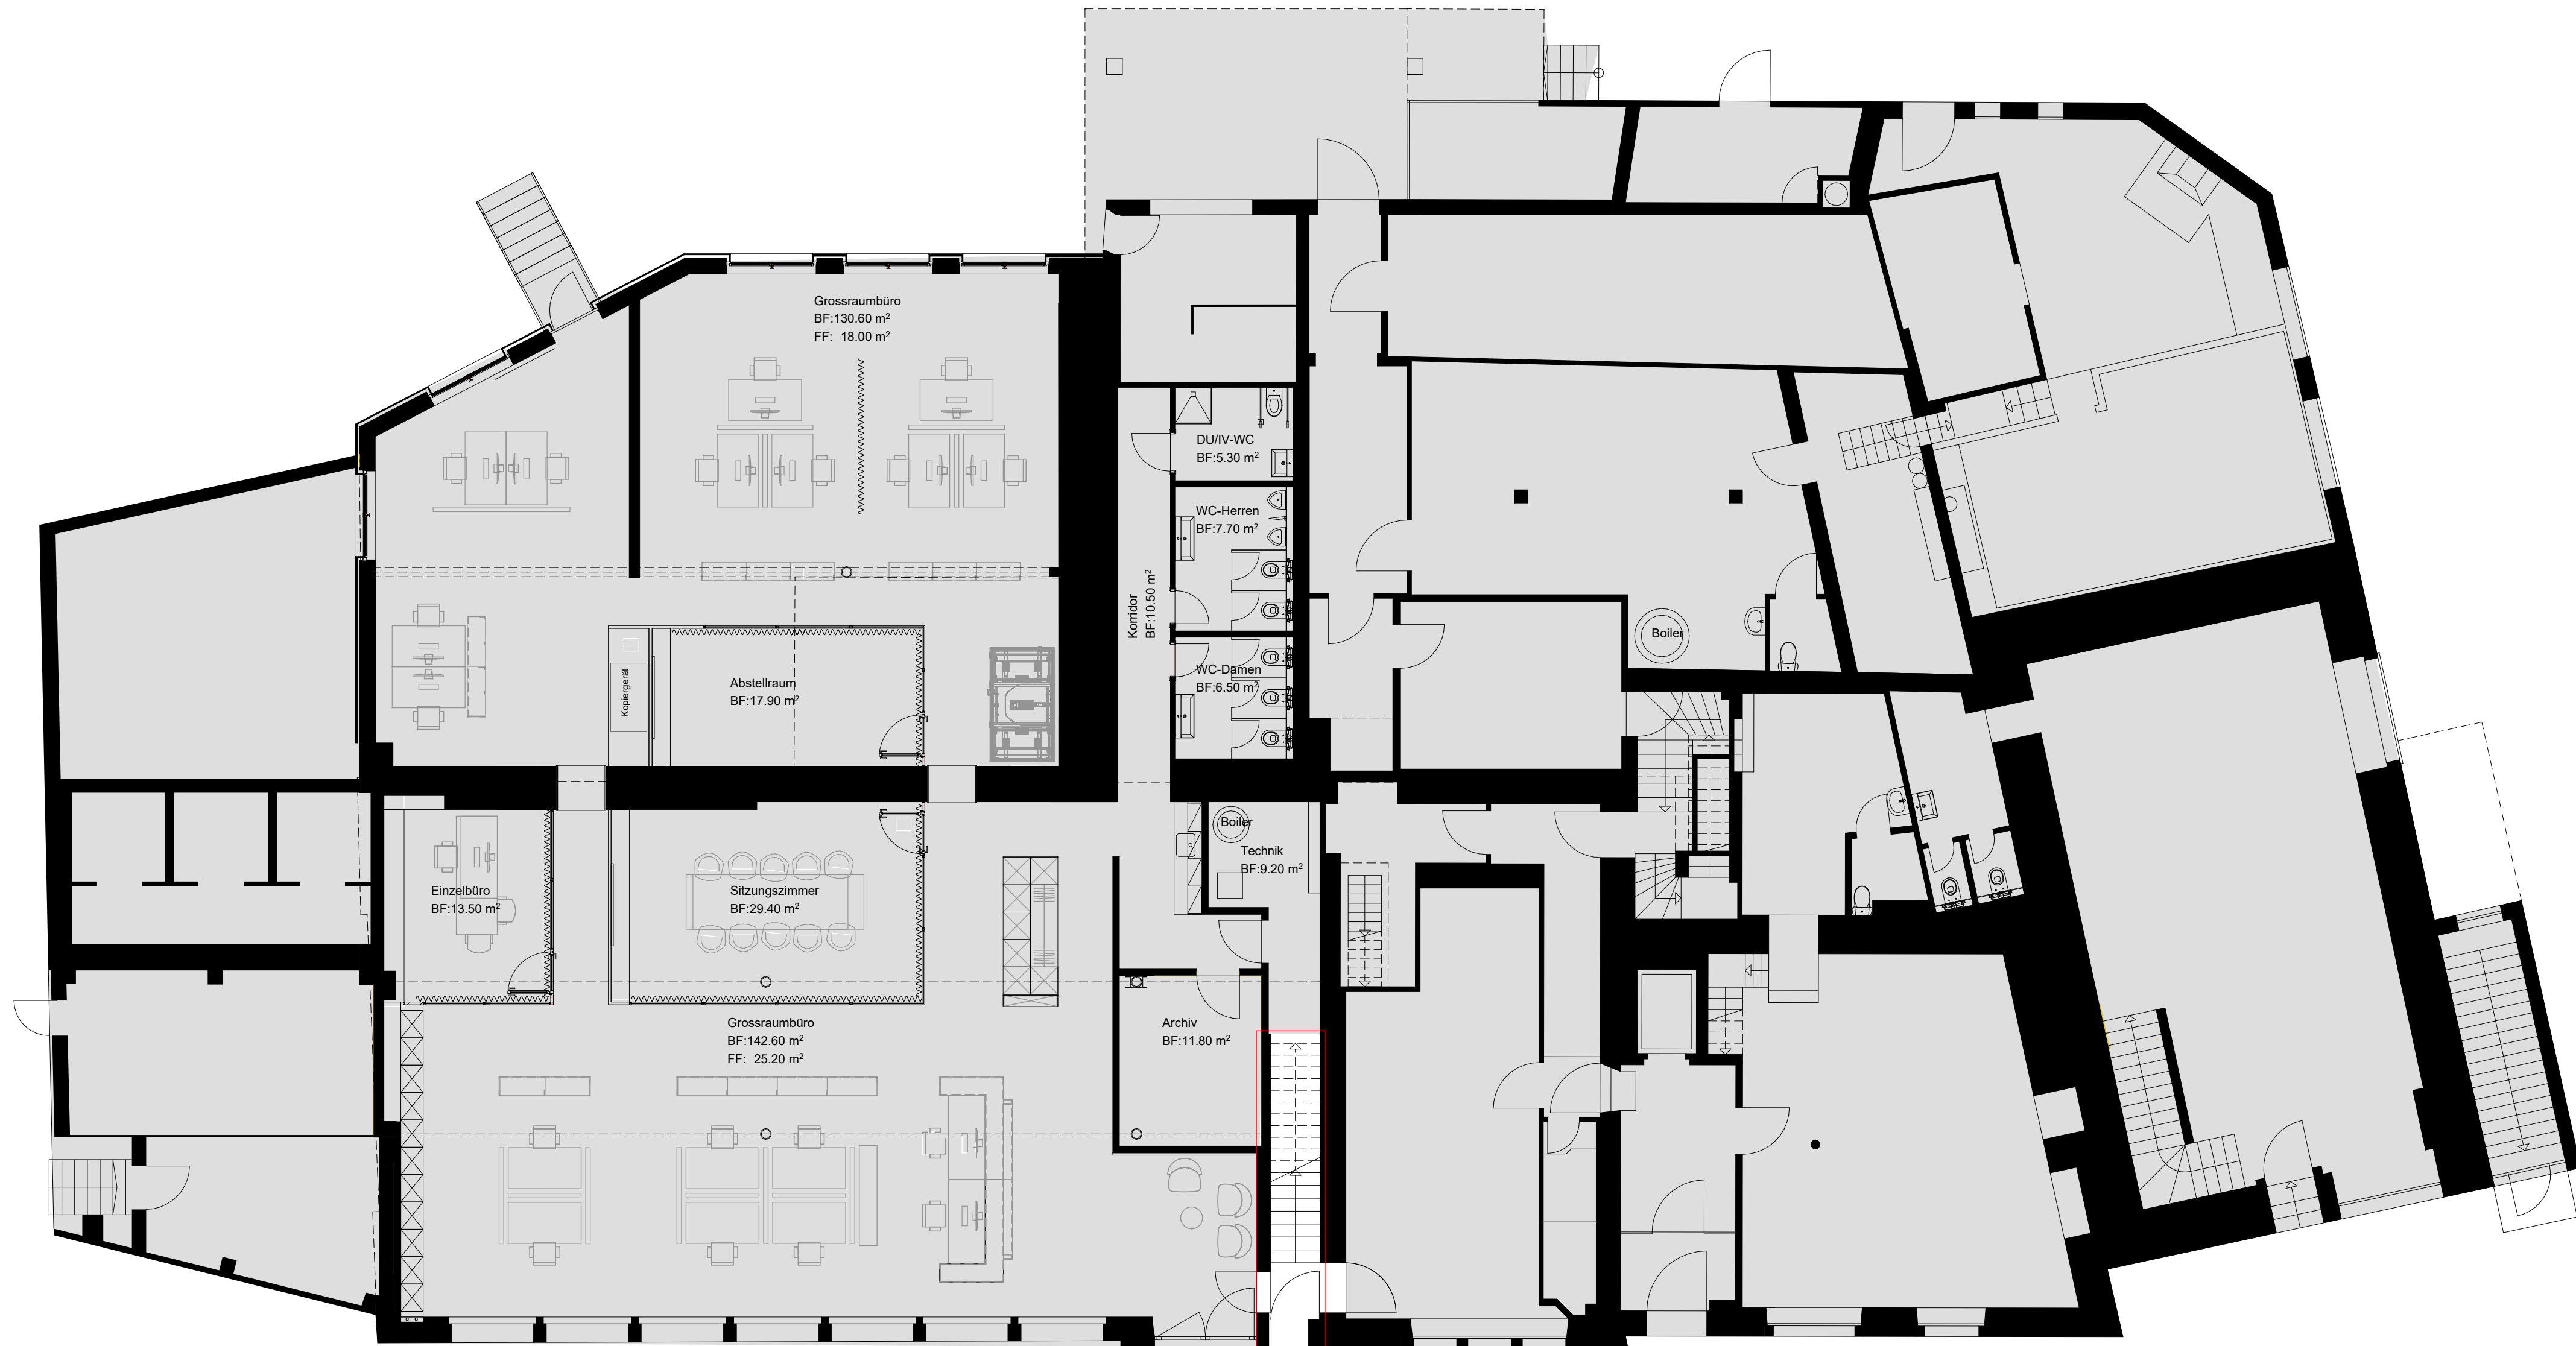 Grossraumbüro
BF:130.60 m²
FF: 18.00 m²
DU/IV-WC
BF:5.30 m²
WC-Herren
BF:7.70 m²
Korridor
BF:10.50 m²
WC-Damen
BF:6.50 m²
Boiler
Kopiergerät
Abstellraum
BF:17.90 m²
Boiler
Technik
BF:9.20 m²
Einzelbüro
BF:13.50 m²
Sitzungszimmer
BF:29.40 m²
Grossraumbüro
BF:142.60 m²
FF: 25.20 m²
Archiv
BF:11.80 m²